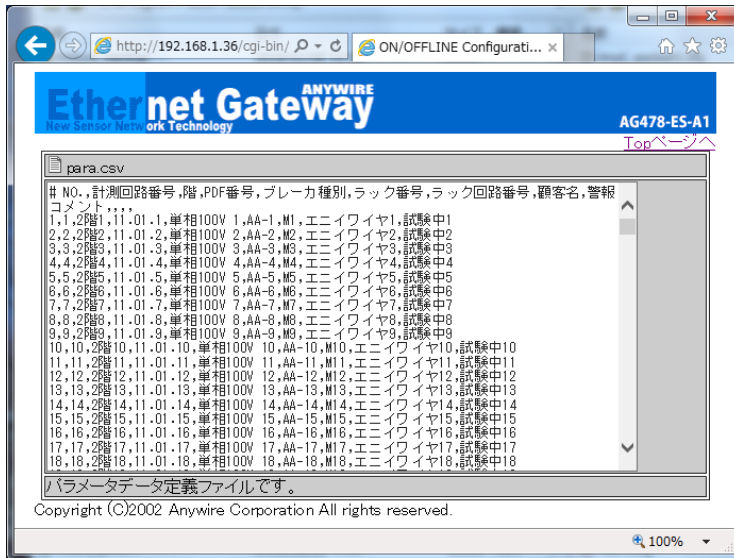 http://192.168.1.36/cgi-bin/
ON/OFFLINE Configurati...
Ethernet Gateway
ANYWIRE
New Sensor Network Technology
AG478-ES-A1
Topページへ
para.csv
# NO.,計測回路番号,階,PDF番号,ブレーカ種別,ラック番号,ラック回路番号,顧客名,警報
コメント,,,,
1,1,2階1,11.01.1,単相100V 1,AA-1,M1,エニイワイヤ1,試験中1
2,2,2階2,11.01.2,単相100V 2,AA-2,M2,エニイワイヤ2,試験中2
3,3,2階3,11.01.3,単相100V 3,AA-3,M3,エニイワイヤ3,試験中3
4,4,2階4,11.01.4,単相100V 4,AA-4,M4,エニイワイヤ4,試験中4
5,5,2階5,11.01.5,単相100V 5,AA-5,M5,エニイワイヤ5,試験中5
6,6,2階6,11.01.6,単相100V 6,AA-6,M6,エニイワイヤ6,試験中6
7,7,2階7,11.01.7,単相100V 7,AA-7,M7,エニイワイヤ7,試験中7
8,8,2階8,11.01.8,単相100V 8,AA-8,M8,エニイワイヤ8,試験中8
9,9,2階9,11.01.9,単相100V 9,AA-9,M9,エニイワイヤ9,試験中9
10,10,2階10,11.01.10,単相100V 10,AA-10,M10,エニイワイヤ10,試験中10
11,11,2階11,11.01.11,単相100V 11,AA-11,M11,エニイワイヤ11,試験中11
12,12,2階12,11.01.12,単相100V 12,AA-12,M12,エニイワイヤ12,試験中12
13,13,2階13,11.01.13,単相100V 13,AA-13,M13,エニイワイヤ13,試験中13
14,14,2階14,11.01.14,単相100V 14,AA-14,M14,エニイワイヤ14,試験中14
15,15,2階15,11.01.15,単相100V 15,AA-15,M15,エニイワイヤ15,試験中15
16,16,2階16,11.01.16,単相100V 16,AA-16,M16,エニイワイヤ16,試験中16
17,17,2階17,11.01.17,単相100V 17,AA-17,M17,エニイワイヤ17,試験中17
18,18,2階18,11.01.18,単相100V 18,AA-18,M18,エニイワイヤ18,試験中18
パラメータデータ定義ファイルです。
Copyright (C)2002 Anywire Corporation All rights reserved.
100%